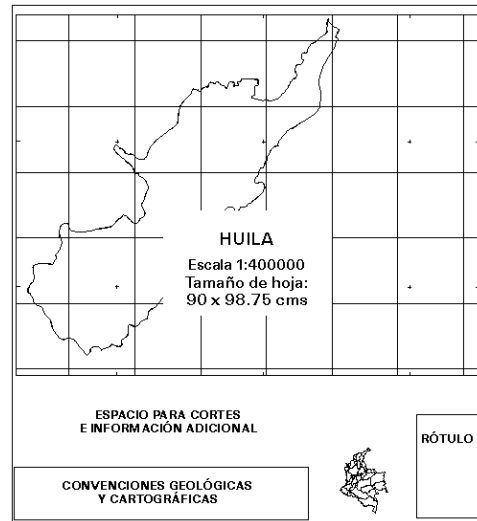 HUILA
Escala 1:400000
Tamaño de hoja:
90 x 98.75 cms
ESPACIO PARA CORTES
E INFORMACIÓN ADICIONAL
RÓTULO
CONVENCIONES GEOLÓGICAS
Y CARTOGRÁFICAS